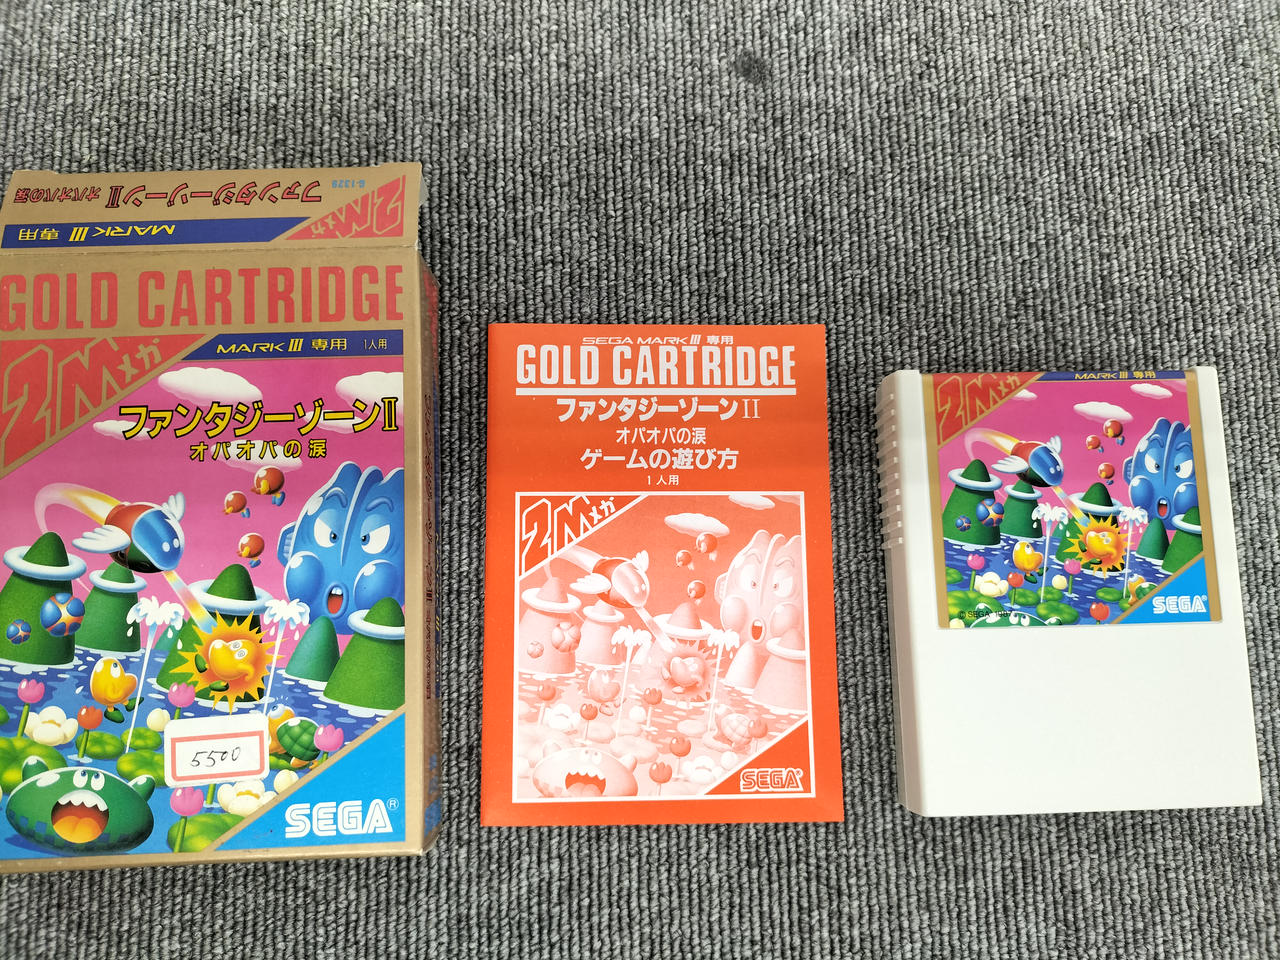 ファンタジーゾーンII オパオパの涙
G-1329
2Mメガ
MARK III 専用
GOLD CARTRIDGE
2Mメガ
MARK III 専用 1人用
ファンタジーゾーンII
オパオパの涙
5500
SEGA®
SEGA MARK III 専用
GOLD CARTRIDGE
ファンタジーゾーンII
オパオパの涙
ゲームの遊び方
1人用
2Mメガ
SEGA®
2Mメガ
MARK III 専用
SEGA®
© SEGA® 1987